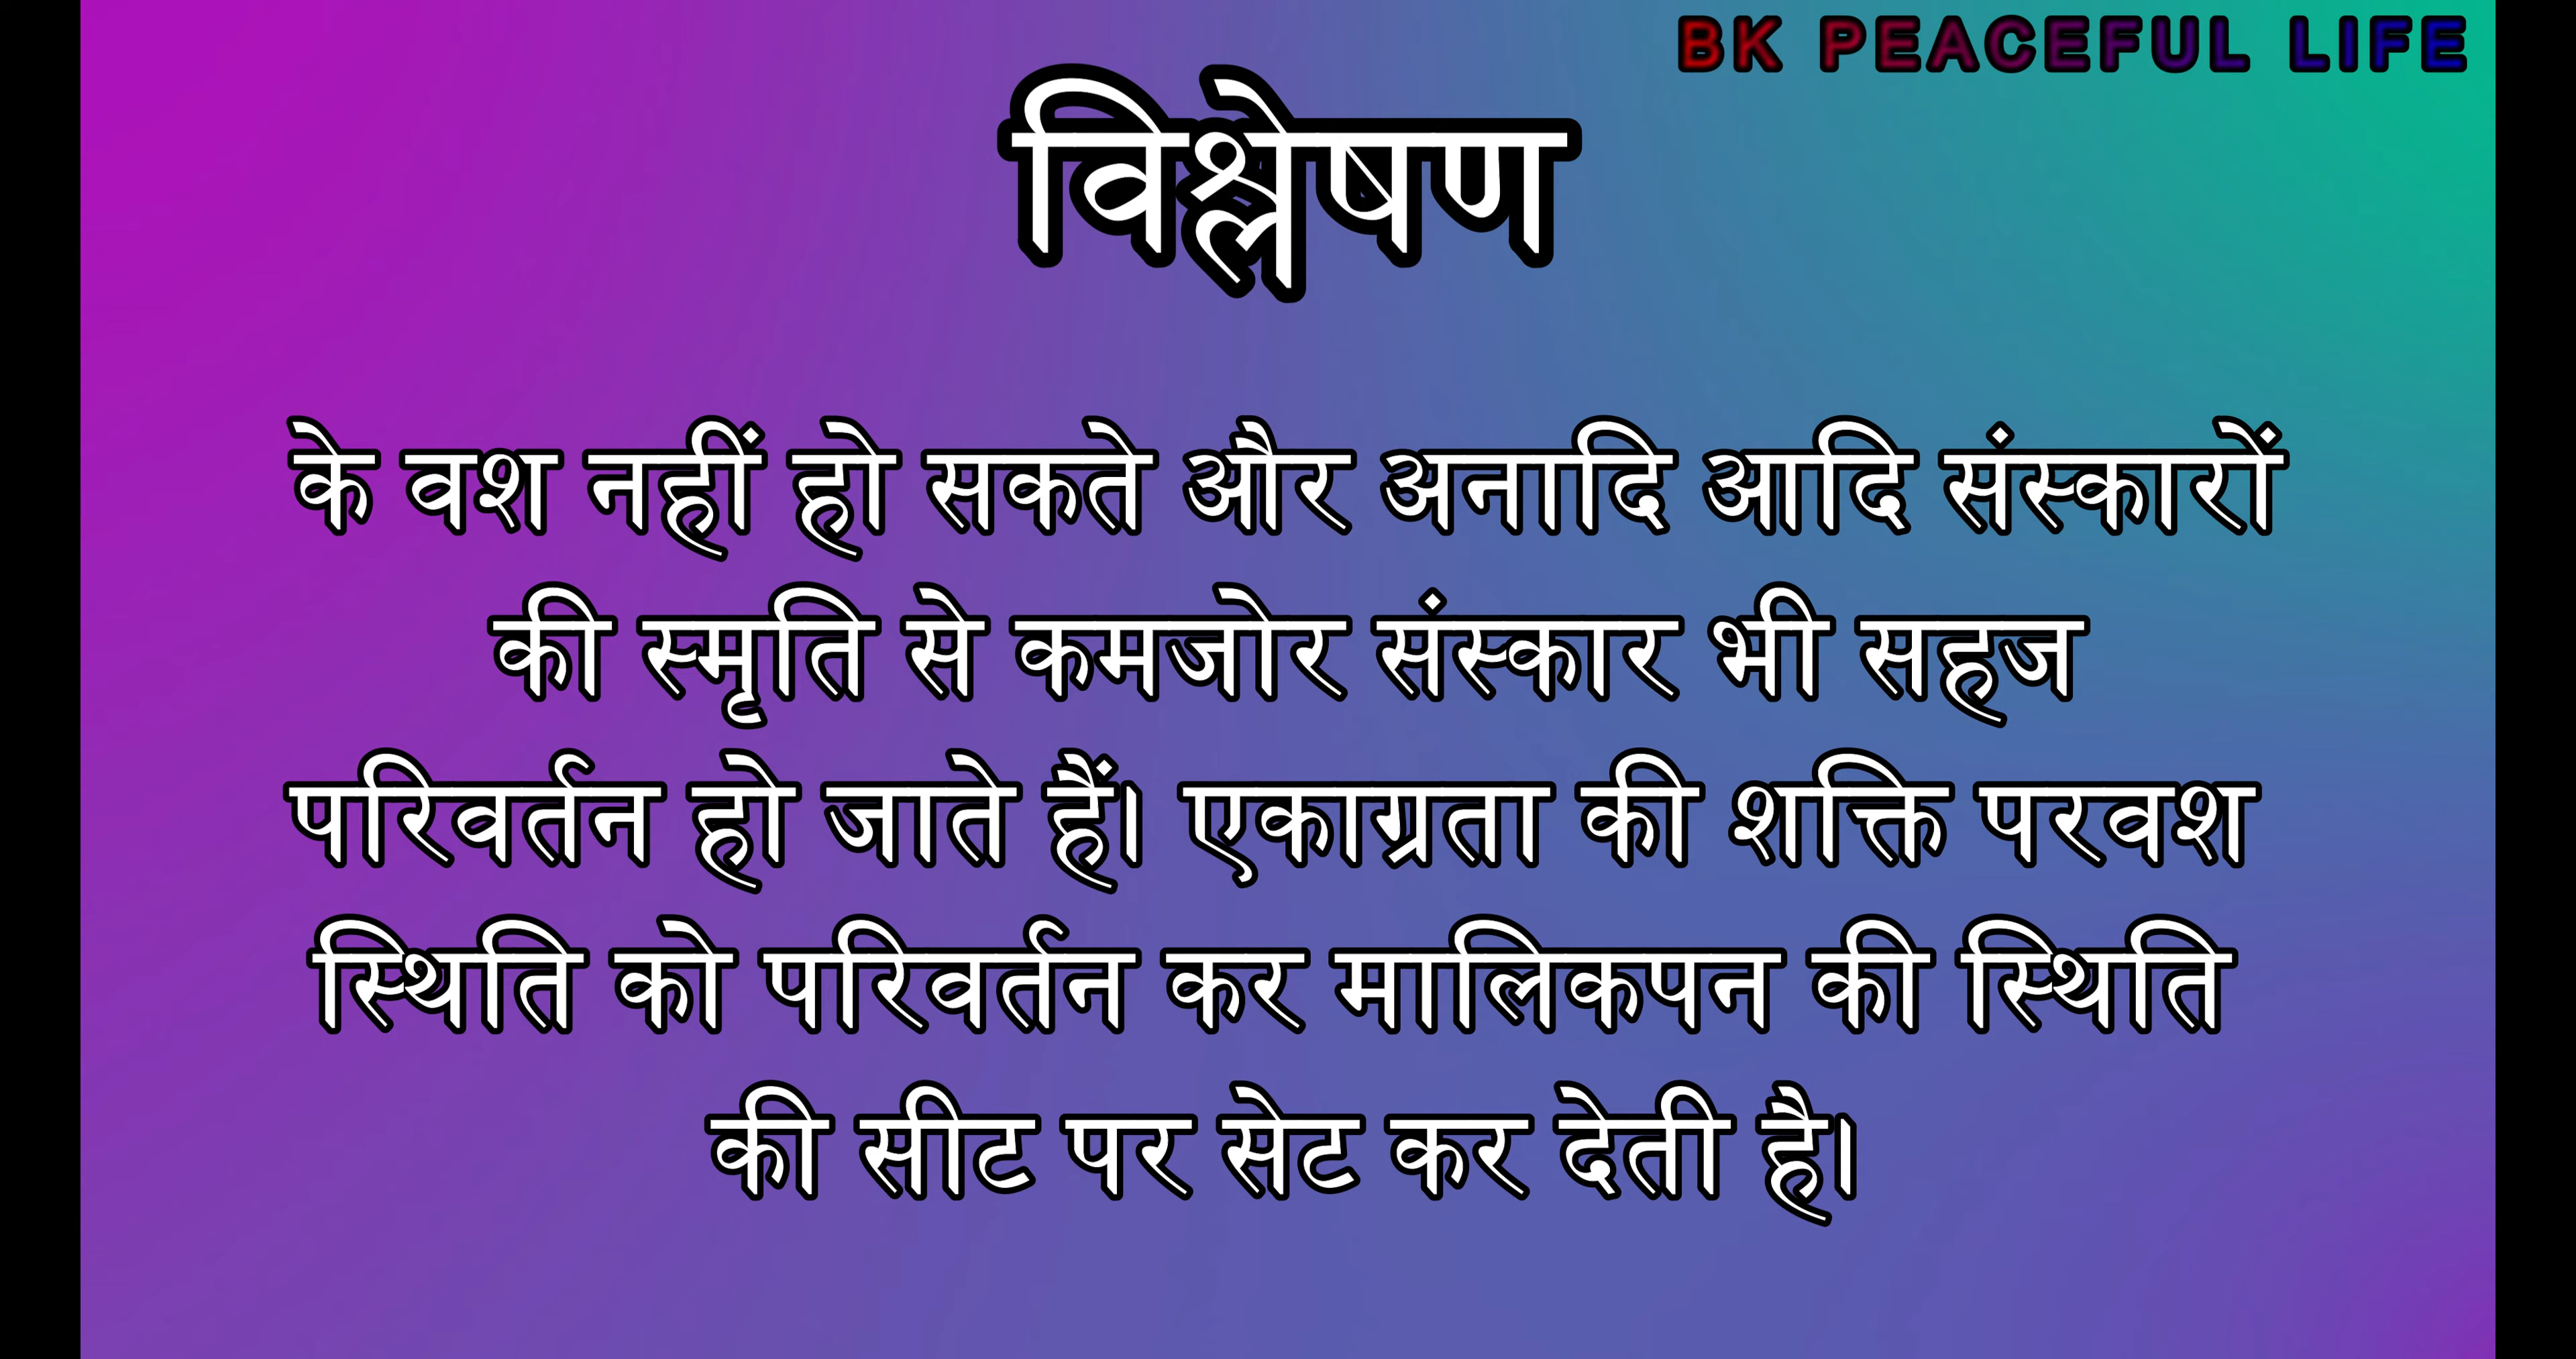 BK PEACEFUL LIFE
विश्लेषण
के वश नहीं हो सकते और अनादि आदि संस्कारों
की स्मृति से कमजोर संस्कार भी सहज
परिवर्तन हो जाते हैं। एकाग्रता की शक्ति परवश
स्थिति को परिवर्तन कर मालिकपन की स्थिति
की सीट पर सेट कर देती है।